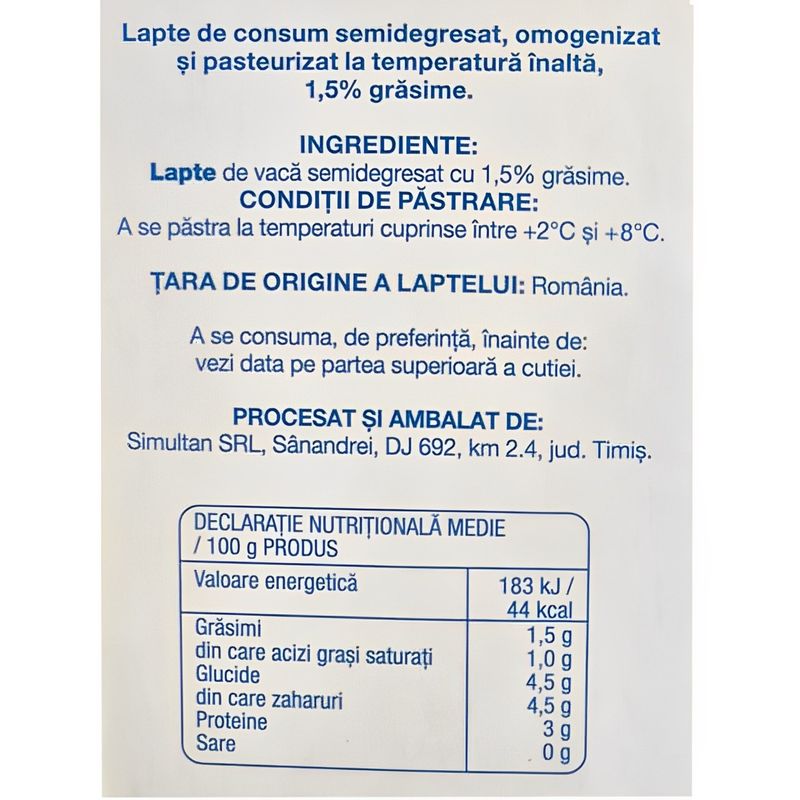 Lapte de consum semidegresat, omogenizat
și pasteurizat la temperatură înaltă,
1,5% grăsime.
INGREDIENTE:
Lapte de vacă semidegresat cu 1,5% grăsime.
CONDIȚII DE PĂSTRARE:
A se păstra la temperaturi cuprinse între +2°C și +8°C.
ȚARA DE ORIGINE A LAPTELUI: România.
A se consuma, de preferință, înainte de:
vezi data pe partea superioară a cutiei.
PROCESAT ȘI AMBALAT DE:
Simultan SRL, Sânandrei, DJ 692, km 2.4, jud. Timiș.
DECLARAȚIE NUTRIȚIONALĂ MEDIE
/ 100 g PRODUS
Valoare energetică 183 kJ /
44 kcal
Grăsimi 1,5 g
din care acizi grași saturați 1,0 g
Glucide 4,5 g
din care zaharuri 4,5 g
Proteine 3 g
Sare 0 g